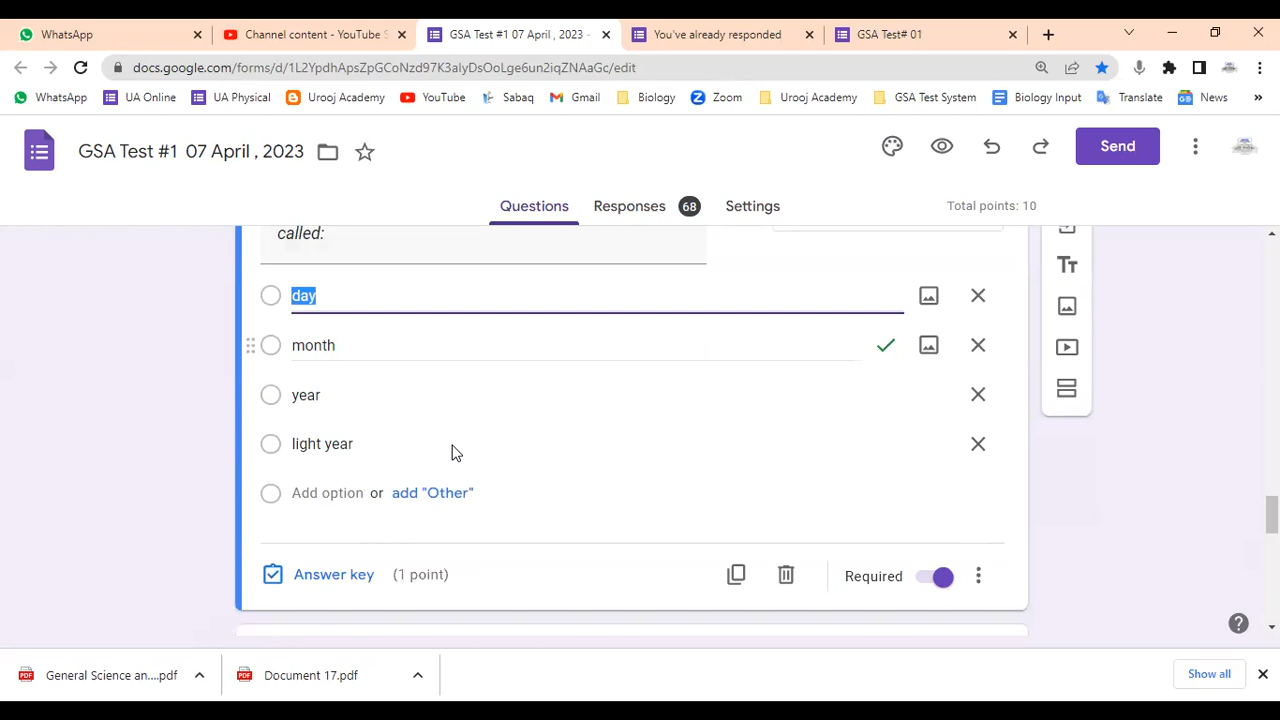 WhatsApp
Channel content - YouTube S
GSA Test #1 07 April , 2023 -
You've already responded
GSA Test# 01
docs.google.com/forms/d/1L2YpdhApsZpGCoNzd97K3alyDsOoLge6un2iqZNAaGc/edit
WhatsApp
UA Online
UA Physical
Urooj Academy
YouTube
Sabaq
Gmail
Biology
Zoom
Urooj Academy
GSA Test System
Biology Input
Translate
News
»
GSA Test #1 07 April , 2023
Send
Questions
Responses 68
Settings
Total points: 10
called:
day
month
year
light year
Add option or add "Other"
Answer key (1 point)
Required
General Science an....pdf
Document 17.pdf
Show all